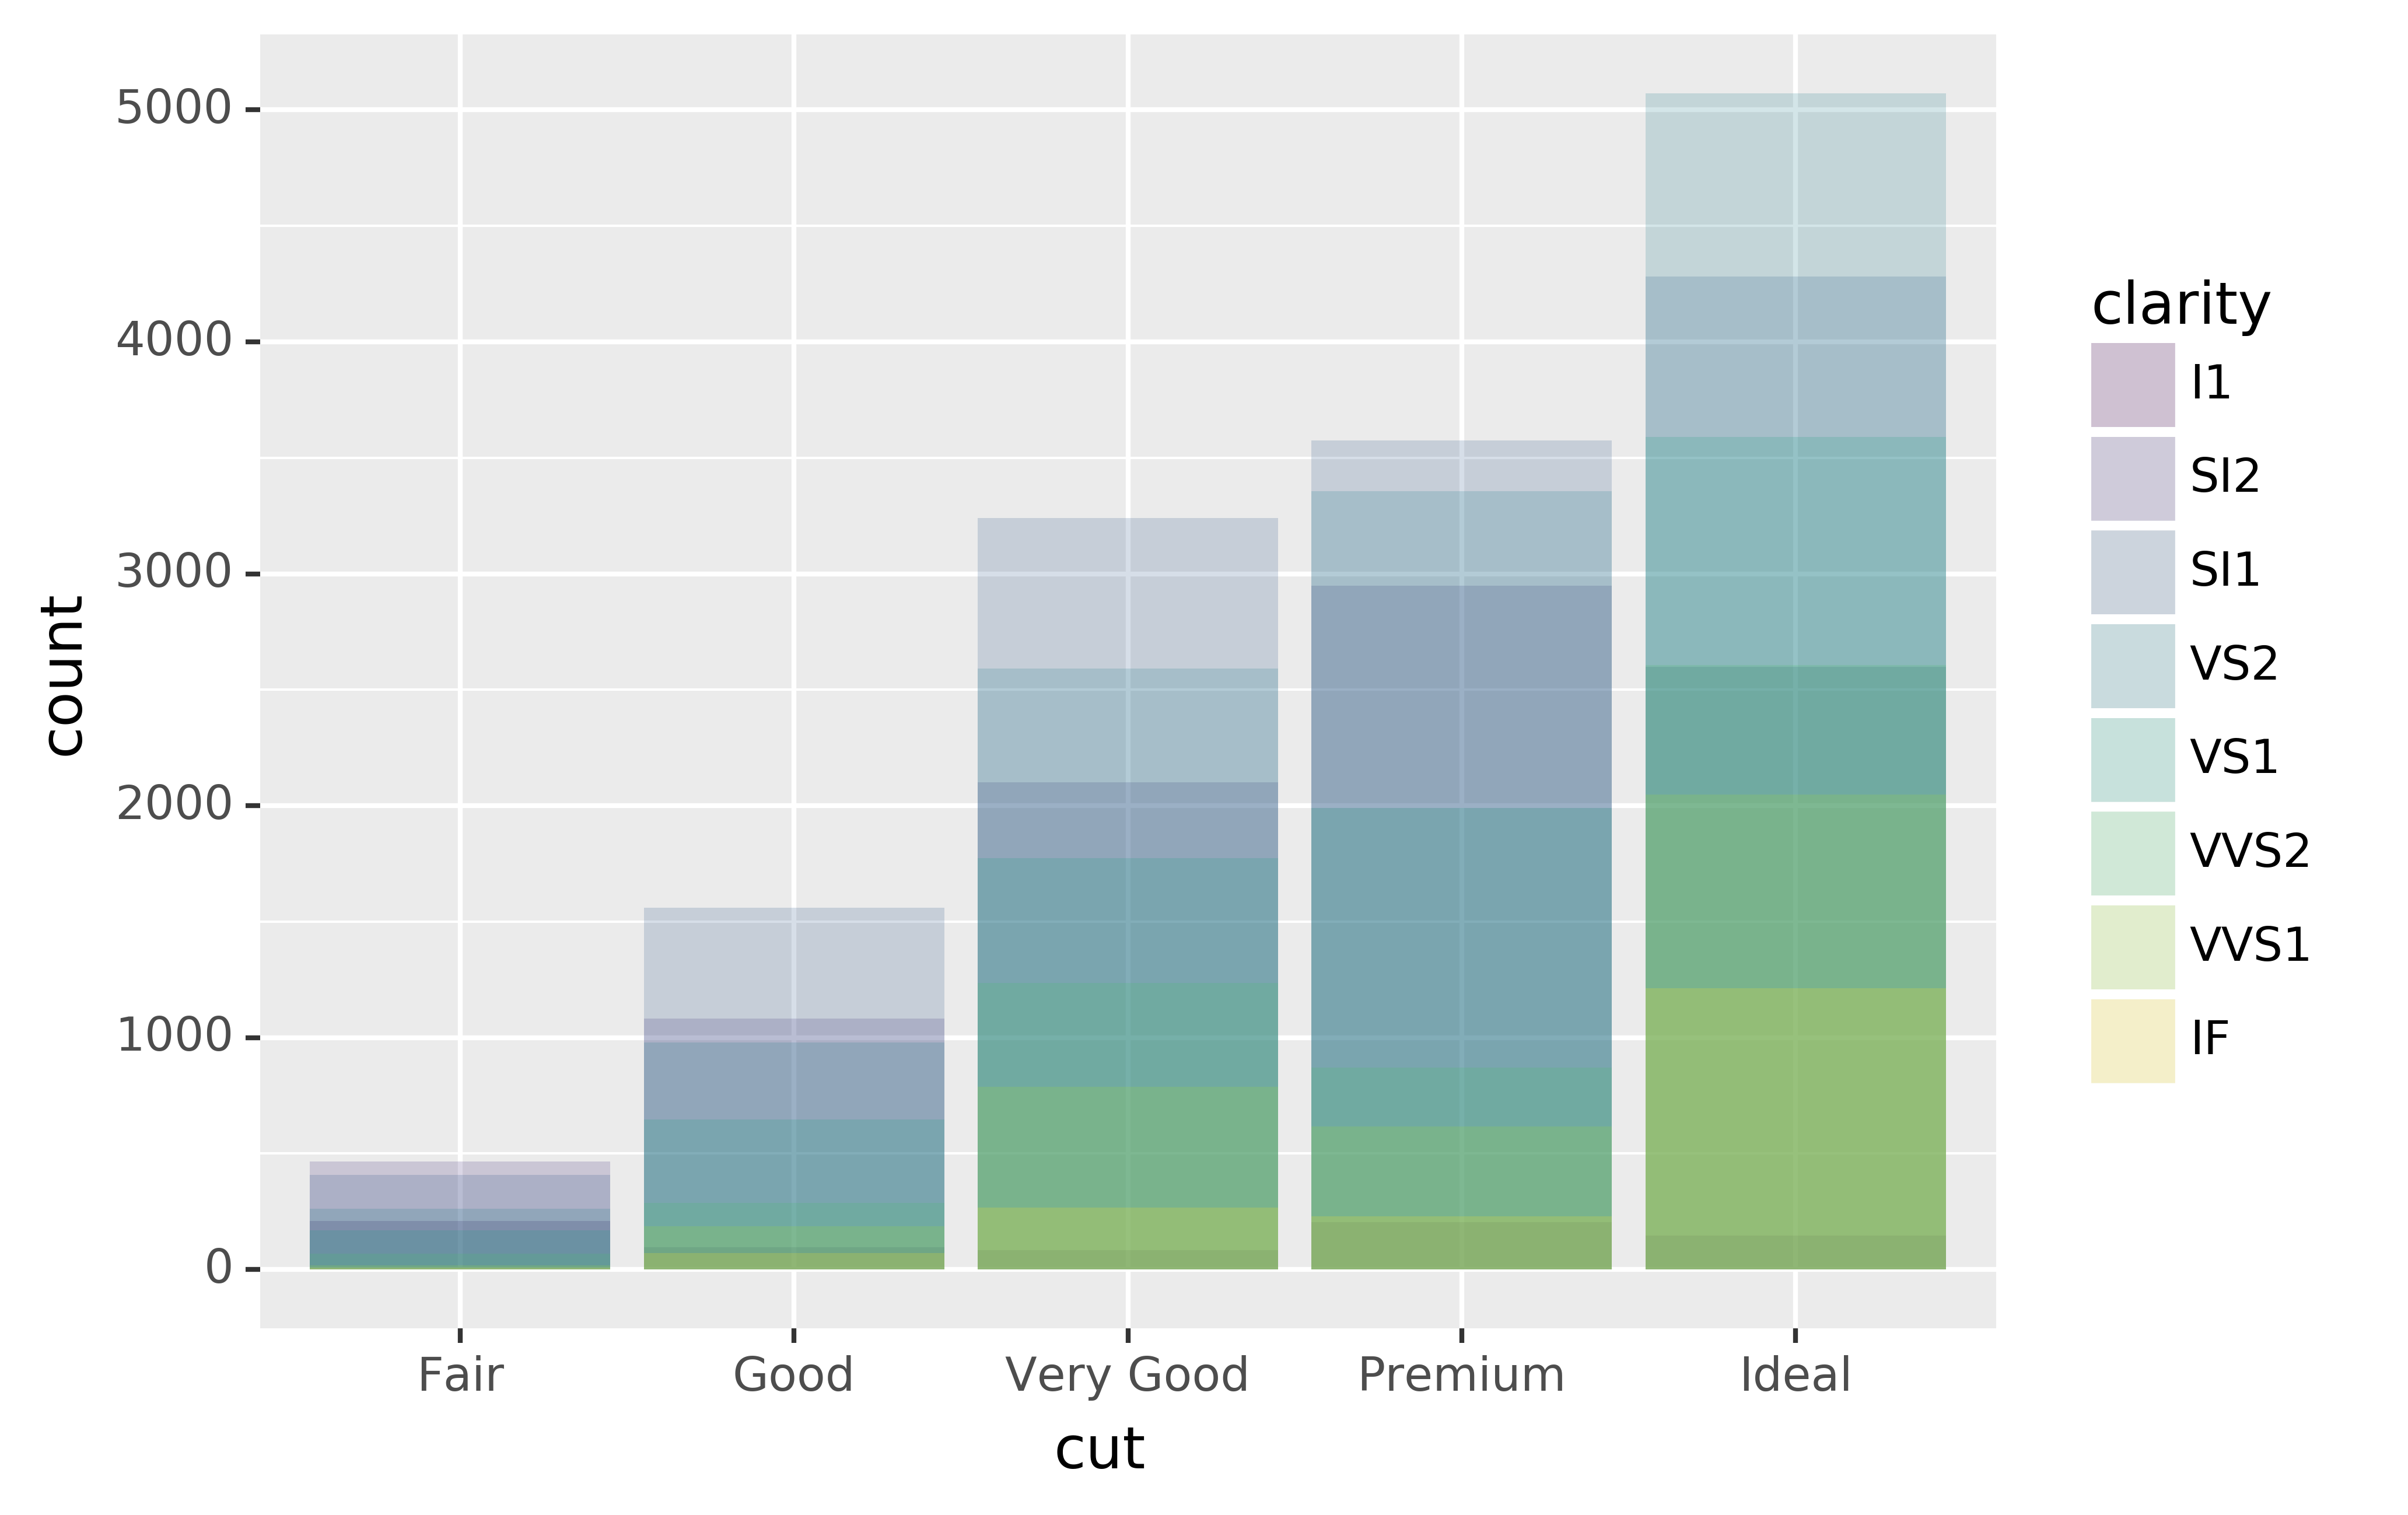 count
5000
4000
3000
2000
1000
0
Fair Good Very Good Premium Ideal
cut
clarity
I1
SI2
SI1
VS2
VS1
VVS2
VVS1
IF